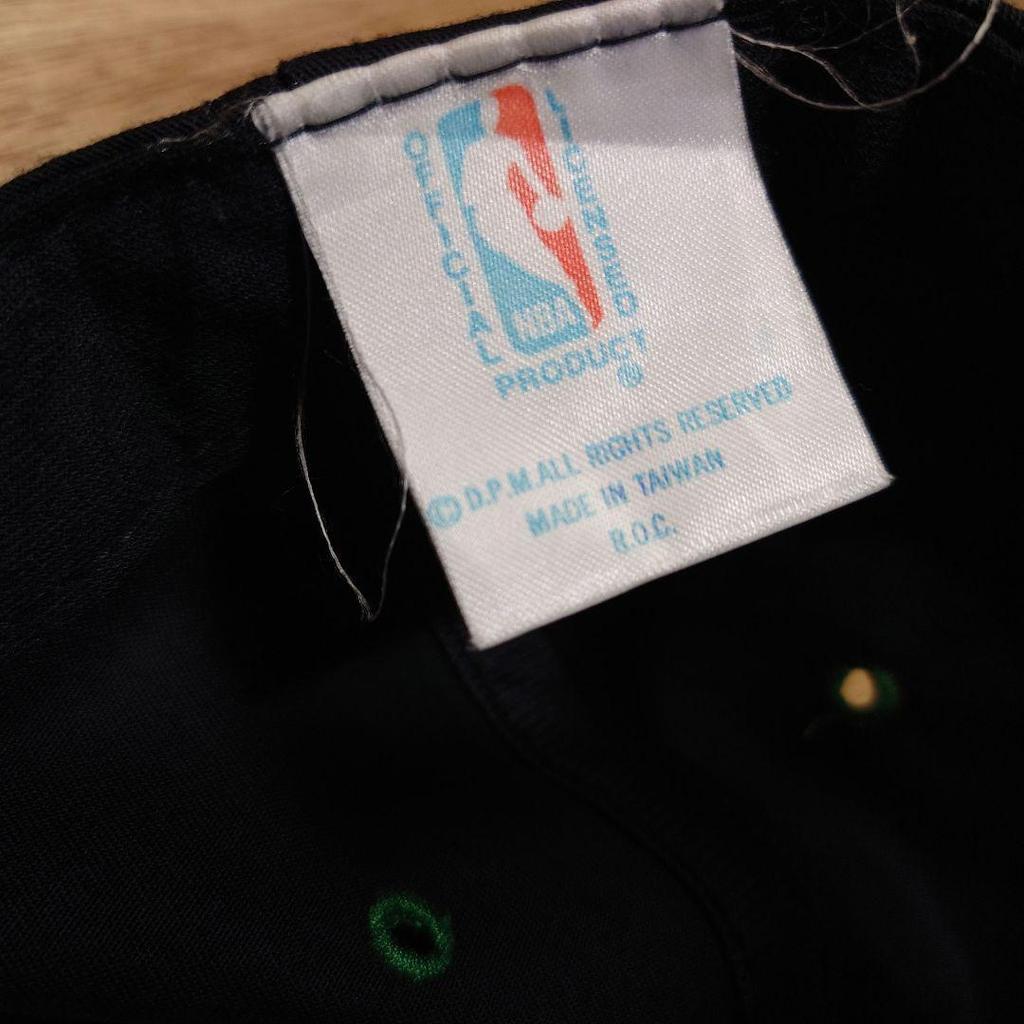 OFFICIAL
LICENSED
NBA
PRODUCT
®
© D.P.M.ALL RIGHTS RESERVED
MADE IN TAIWAN
R.O.C.